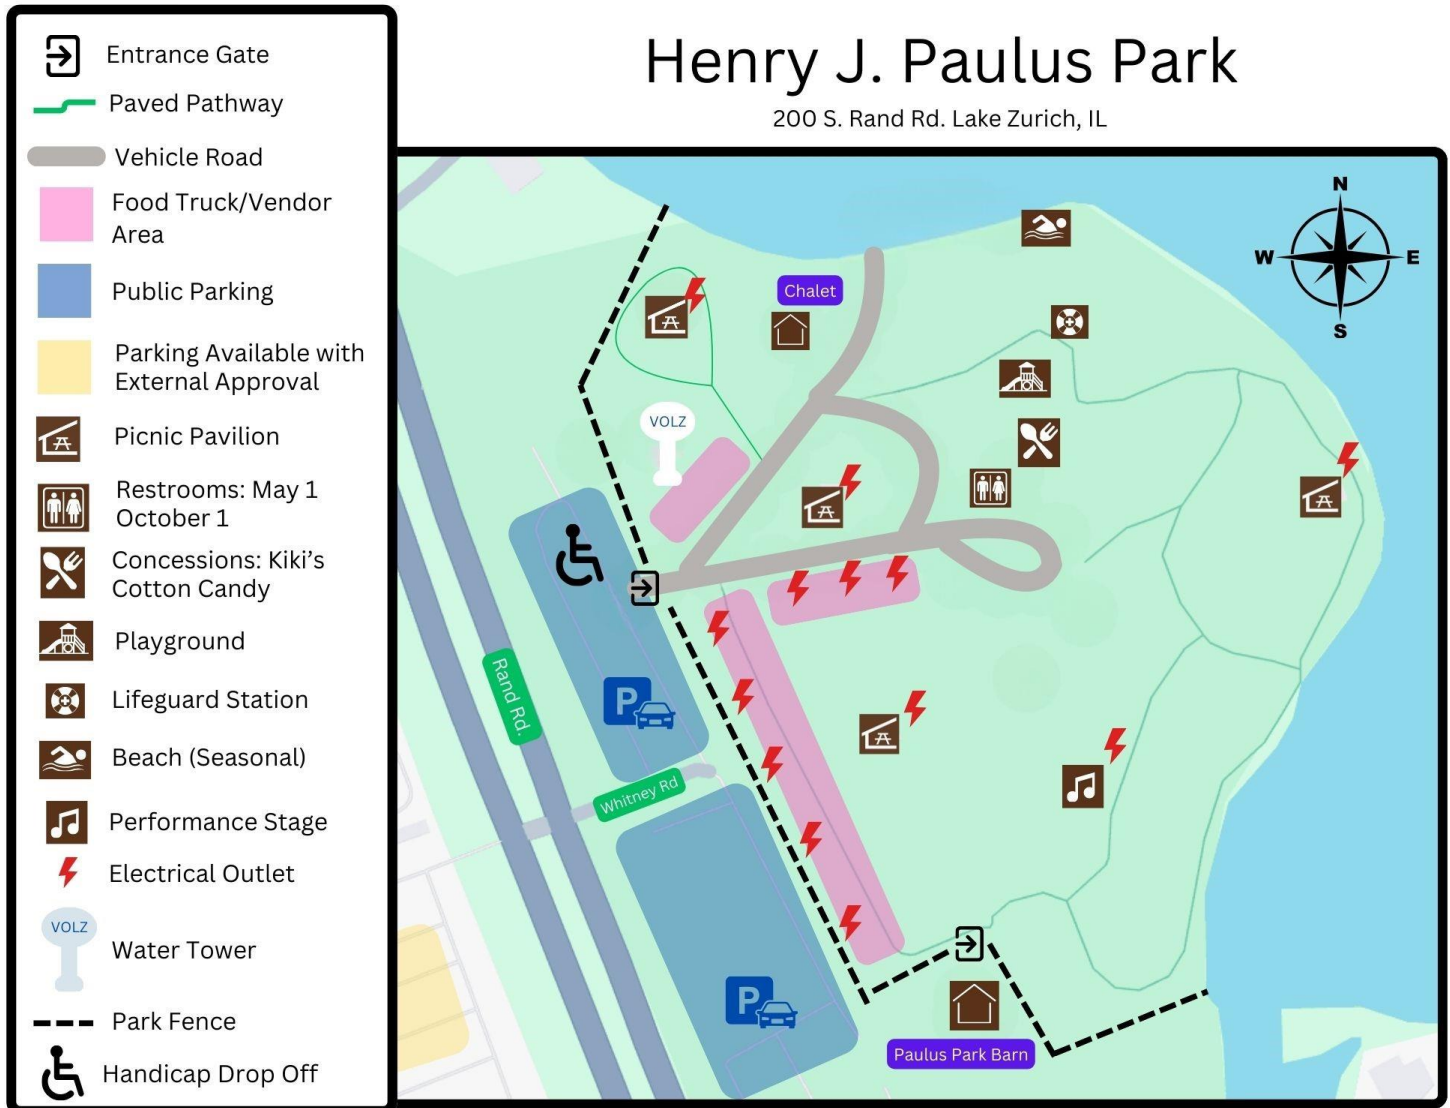 Henry J. Paulus Park
200 S. Rand Rd. Lake Zurich, IL
Entrance Gate
Paved Pathway
Vehicle Road
Food Truck/Vendor
Area
Public Parking
Parking Available with
External Approval
Picnic Pavilion
Restrooms: May 1
October 1
Concessions: Kiki's
Cotton Candy
Playground
Lifeguard Station
Beach (Seasonal)
Performance Stage
Electrical Outlet
VOLZ
Water Tower
Park Fence
Handicap Drop Off
N
W
E
S
Chalet
VOLZ
P
Rand Rd.
Whitney Rd
P
Paulus Park Barn